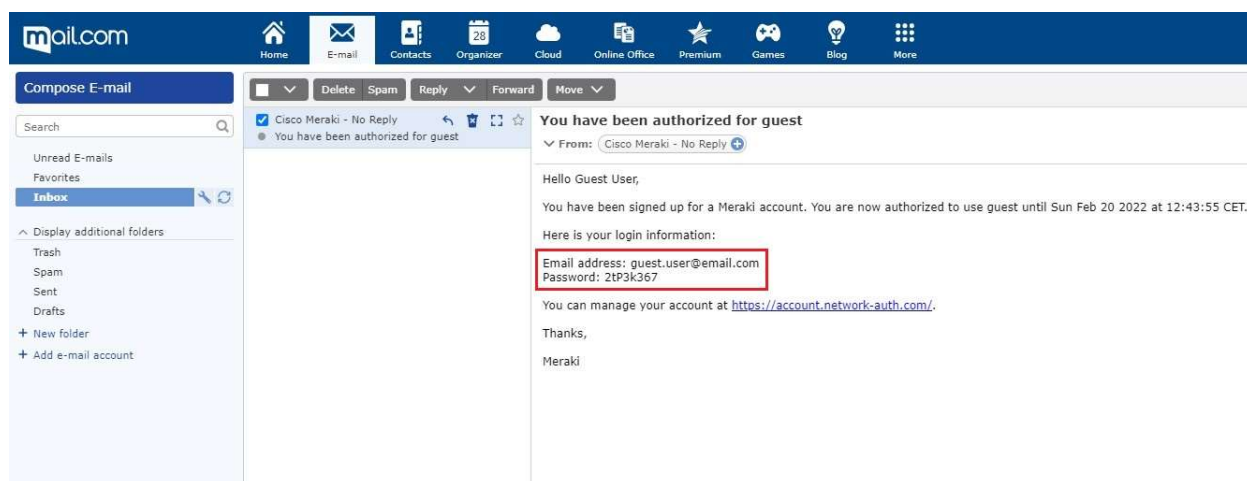 mail.com
Home
E-mail
Contacts
28
Organizer
Cloud
Online Office
Premium
Games
Blog
More
Compose E-mail
Delete Spam Reply Forward Move
Search
Unread E-mails
Favorites
Inbox
Display additional folders
Trash
Spam
Sent
Drafts
+ New folder
+ Add e-mail account
Cisco Meraki - No Reply
You have been authorized for guest
You have been authorized for guest
From: Cisco Meraki - No Reply
Hello Guest User,
You have been signed up for a Meraki account. You are now authorized to use guest until Sun Feb 20 2022 at 12:43:55 CET.
Here is your login information:
Email address: guest.user@email.com
Password: 2tP3k367
You can manage your account at https://account.network-auth.com/.
Thanks,
Meraki